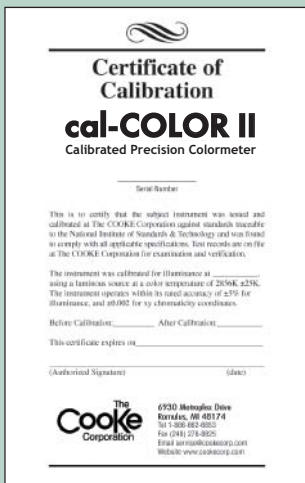 Certificate of
Calibration
cal-COLOR II
Calibrated Precision Colormeter
Serial Number
This is to certify that the subject instrument was tested and
calibrated at The COOKE Corporation against standards traceable
to the National Institute of Standards & Technology and was found
to comply with all applicable specifications. Test records are on file
at The COOKE Corporation for examination and verification.
The instrument was calibrated for illuminance at __________,
using a luminous source at a color temperature of 2856K ±25K.
The instrument operates within its rated accuracy of ±5% for
illuminance, and ±0.002 for xy chromaticity coordinates.
Before Calibration:__________ After Calibration:__________
This certificate expires on__________
(Authorized Signature) (date)
The
Cooke
Corporation
6930 Metroplex Drive
Romulus, MI 48174
Tel
Fax (248) 276-8825
Email service@cookecorp.com
Website www.cookecorp.com